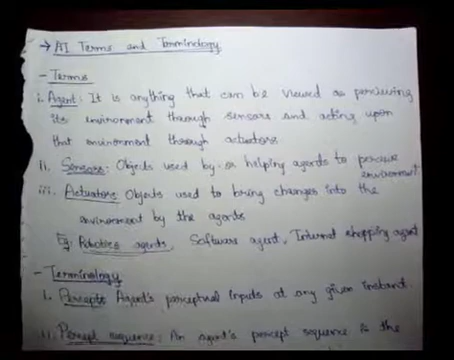 → AI Terms and Terminology
- Terms
i. Agent: It is anything that can be viewed as perceiving
its environment through sensors and acting upon
that environment through actuators
ii. Sensors: Objects used by or helping agents to perceive
environment.
iii. Actuators: Objects used to bring changes into the
environment by the agents
Eg: Robotics agents, Software agent, Internet shopping agent
- Terminology
i. Percept: Agent's perceptual inputs at any given instant.
ii. Percept sequence: An agent's percept sequence is the